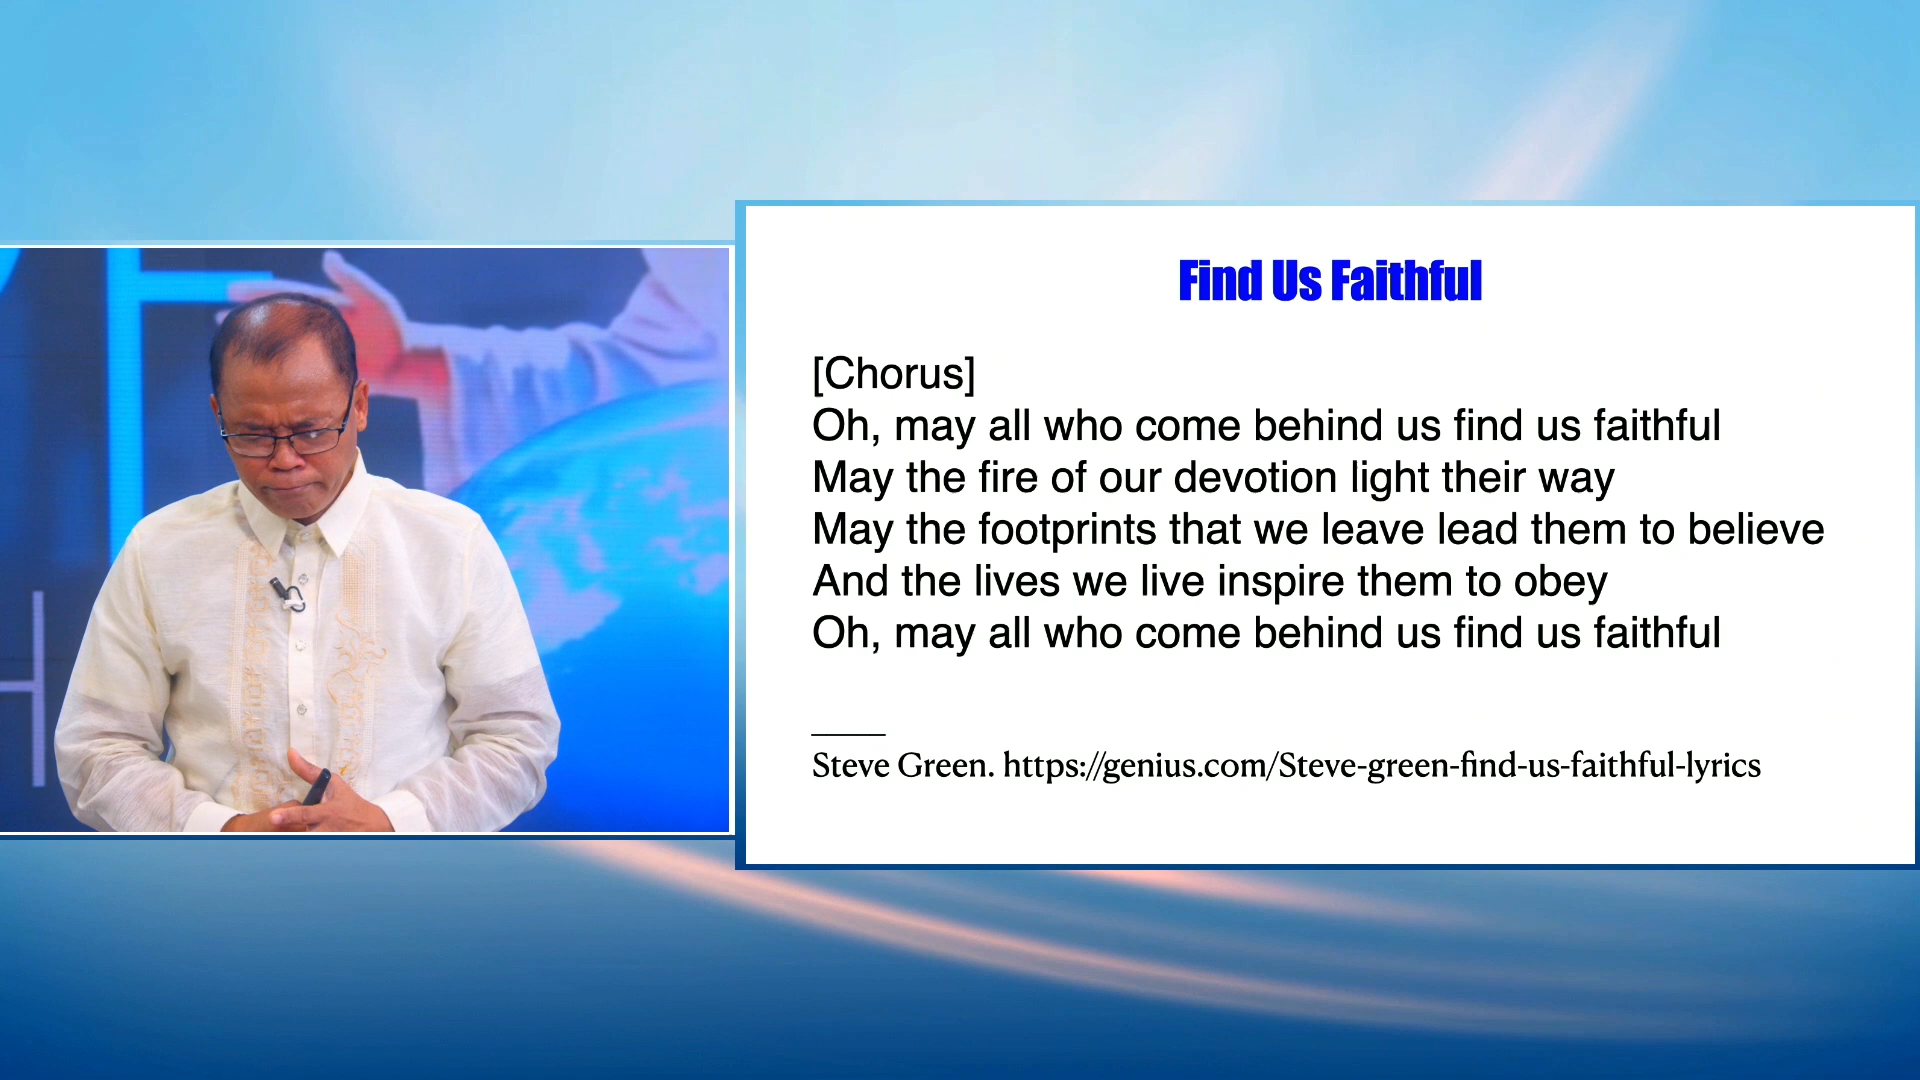 Find Us Faithful
[Chorus]
Oh, may all who come behind us find us faithful
May the fire of our devotion light their way
May the footprints that we leave lead them to believe
And the lives we live inspire them to obey
Oh, may all who come behind us find us faithful
Steve Green. https://genius.com/Steve-green-find-us-faithful-lyrics